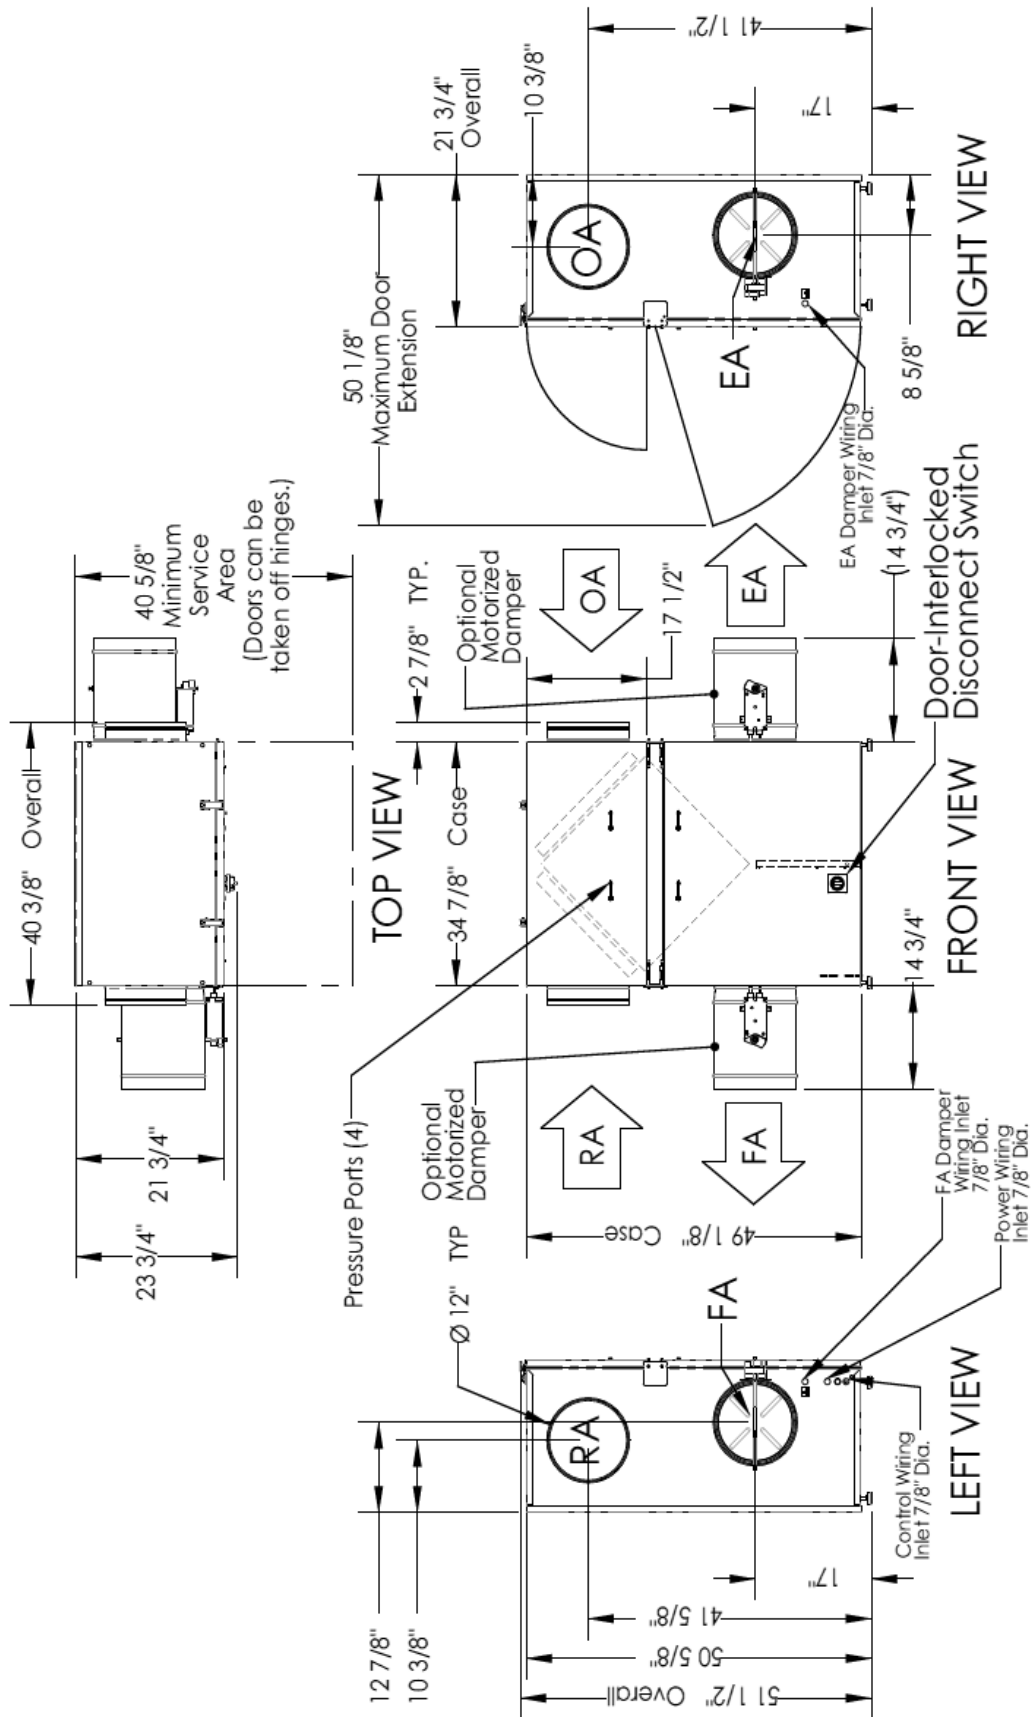 40 3/8" Overall
40 5/8"
Minimum
Service
Area
(Doors can be
taken off hinges.)
21 3/4"
23 3/4"
TOP VIEW
50 1/8"
Maximum Door
Extension
21 3/4"
Overall
10 3/8"
41 1/2"
17"
OA
EA
8 5/8"
EA Damper Wiring
Inlet 7/8" Dia.
RIGHT VIEW
Pressure Ports (4)
34 7/8" Case
2 7/8" TYP.
Optional
Motorized
Damper
OA
17 1/2"
EA
(14 3/4")
Door-Interlocked
Disconnect Switch
Optional
Motorized
Damper
RA
FA
49 1/8" Case
14 3/4"
FRONT VIEW
Ø 12" TYP
12 7/8"
10 3/8"
RA
FA
FA Damper
Wiring Inlet
7/8" Dia.
Power Wiring
Inlet 7/8" Dia.
Control Wiring
Inlet 7/8" Dia.
17"
41 5/8"
50 5/8"
51 1/2" Overall
LEFT VIEW